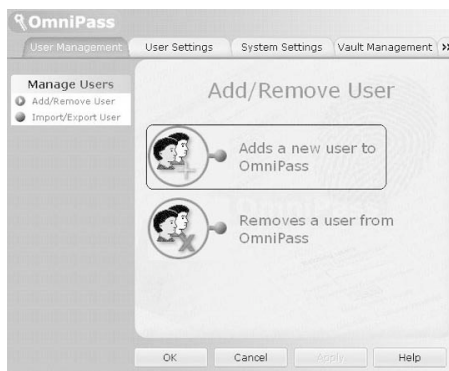 OmniPass
User Management
User Settings
System Settings
Vault Management
Manage Users
Add/Remove User
Import/Export User
Add/Remove User
Adds a new user to
OmniPass
Removes a user from
OmniPass
OK
Cancel
Apply
Help